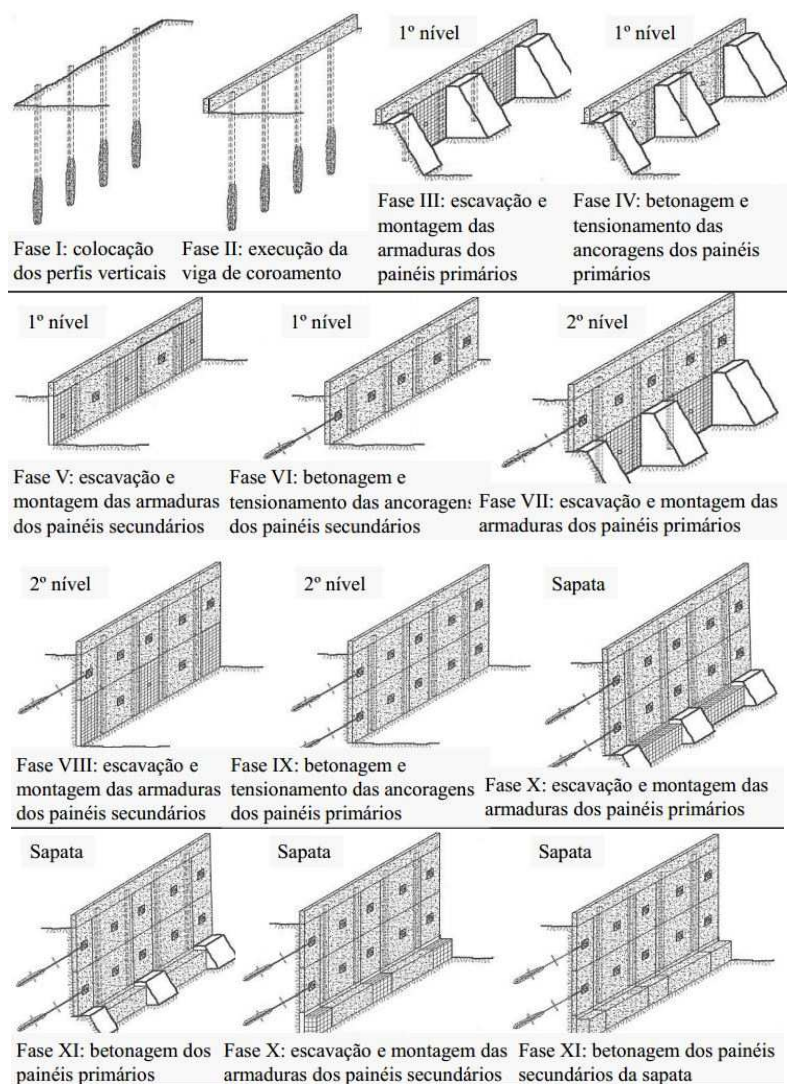 1º nível
1º nível
Fase I: colocação
dos perfis verticais
Fase II: execução da
viga de coroamento
Fase III: escavação e
montagem das
armaduras dos
painéis primários
Fase IV: betonagem e
tensionamento das
ancoragens dos painéis
primários
1º nível
1º nível
2º nível
Fase V: escavação e
montagem das armaduras
dos painéis secundários
Fase VI: betonagem e
tensionamento das ancoragens
dos painéis secundários
Fase VII: escavação e montagem das
armaduras dos painéis primários
2º nível
2º nível
Sapata
Fase VIII: escavação e
montagem das armaduras
dos painéis secundários
Fase IX: betonagem e
tensionamento das ancoragens
dos painéis primários
Fase X: escavação e montagem das
armaduras dos painéis primários
Sapata
Sapata
Sapata
Fase XI: betonagem dos
painéis primários
Fase X: escavação e montagem das
armaduras dos painéis secundários
Fase XI: betonagem dos painéis
secundários da sapata